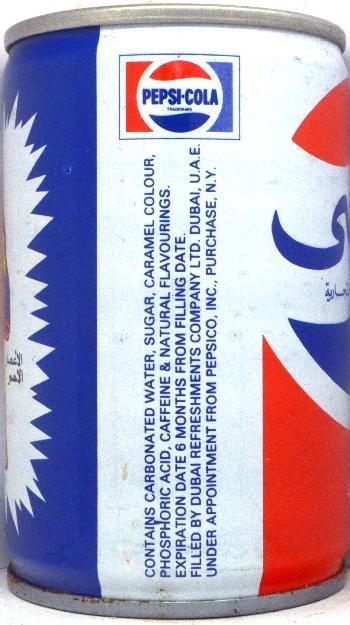 PEPSI-COLA
TRADEMARK
CONTAINS CARBONATED WATER, SUGAR, CARAMEL COLOUR,
PHOSPHORIC ACID, CAFFEINE & NATURAL FLAVOURINGS.
EXPIRATION DATE 6 MONTHS FROM FILLING DATE.
FILLED BY DUBAI REFRESHMENTS COMPANY LTD. DUBAI, U.A.E.
UNDER APPOINTMENT FROM PEPSICO, INC., PURCHASE, N.Y.